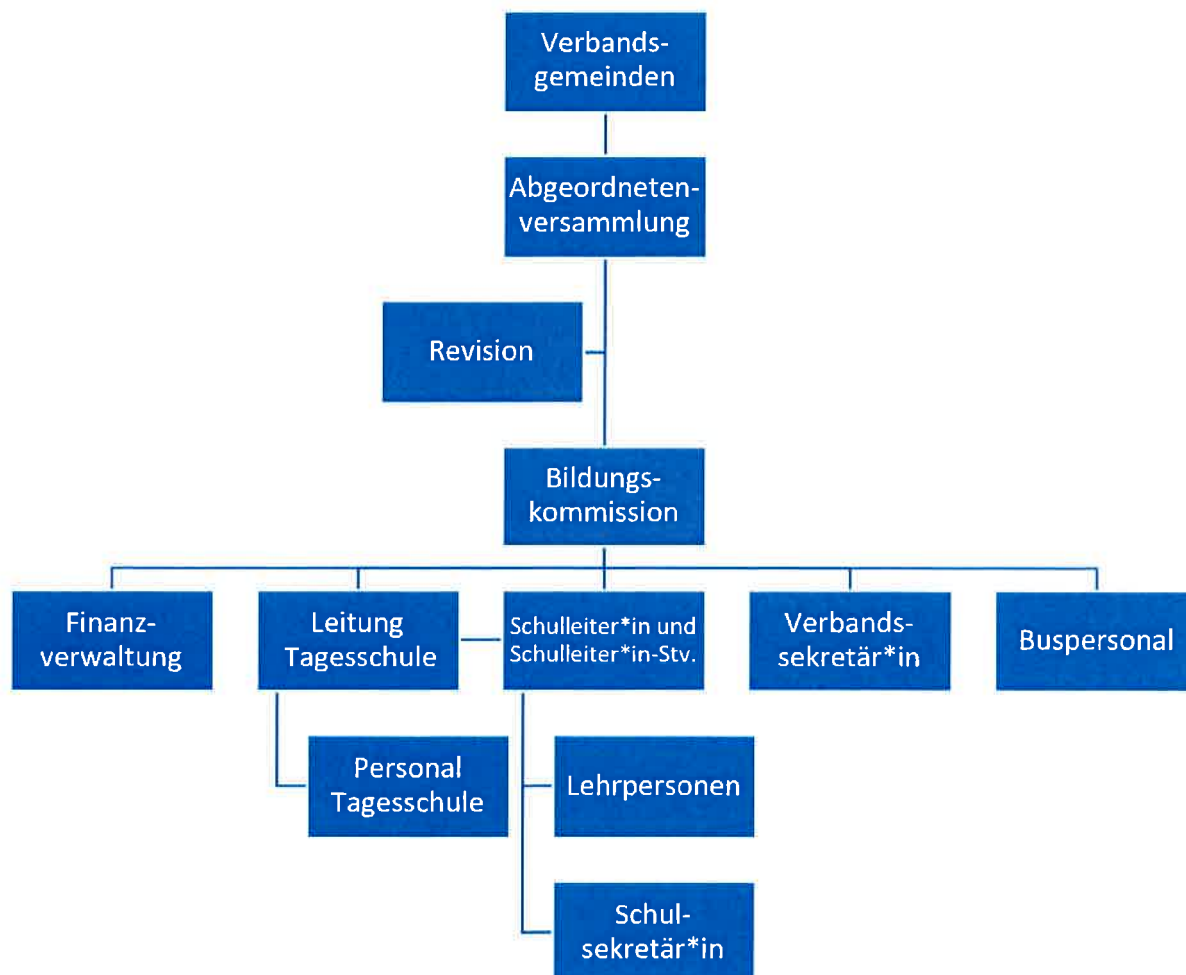 Verbands-
gemeinden
Abgeordneten-
versammlung
Revision
Bildungs-
kommission
Finanz-
verwaltung
Leitung
Tagesschule
Schulleiter*in und
Schulleiter*in-Stv.
Verbands-
sekretär*in
Buspersonal
Personal
Tagesschule
Lehrpersonen
Schul-
sekretär*in